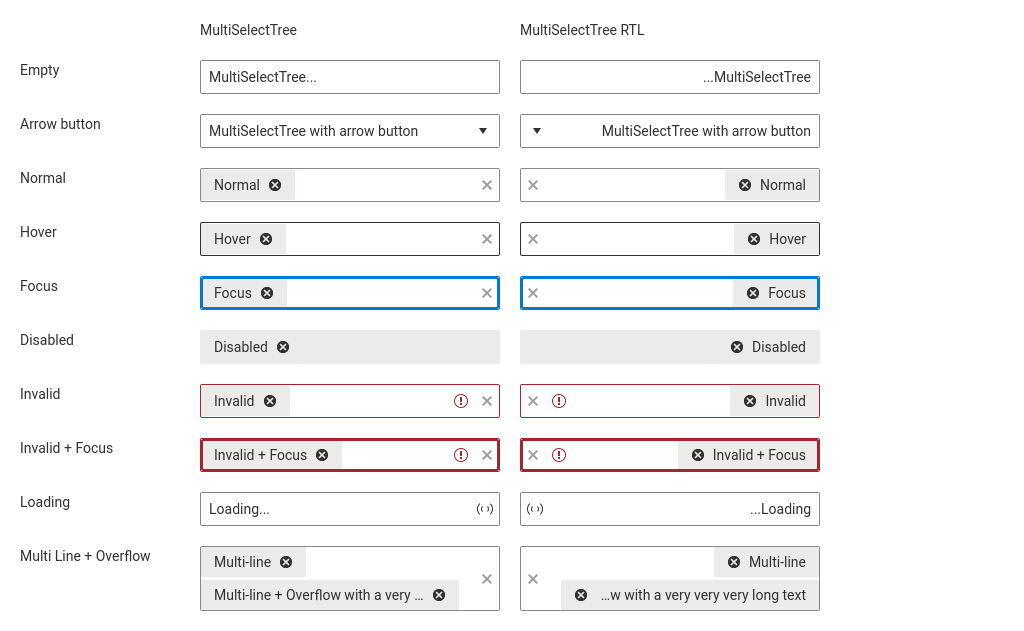 MultiSelectTree MultiSelectTree RTL
Empty MultiSelectTree... ...MultiSelectTree
Arrow button MultiSelectTree with arrow button MultiSelectTree with arrow button
Normal Normal Normal
Hover Hover Hover
Focus Focus Focus
Disabled Disabled Disabled
Invalid Invalid Invalid
Invalid + Focus Invalid + Focus Invalid + Focus
Loading Loading... ...Loading
Multi Line + Overflow Multi-line Multi-line
Multi-line + Overflow with a very ... ...w with a very very very long text